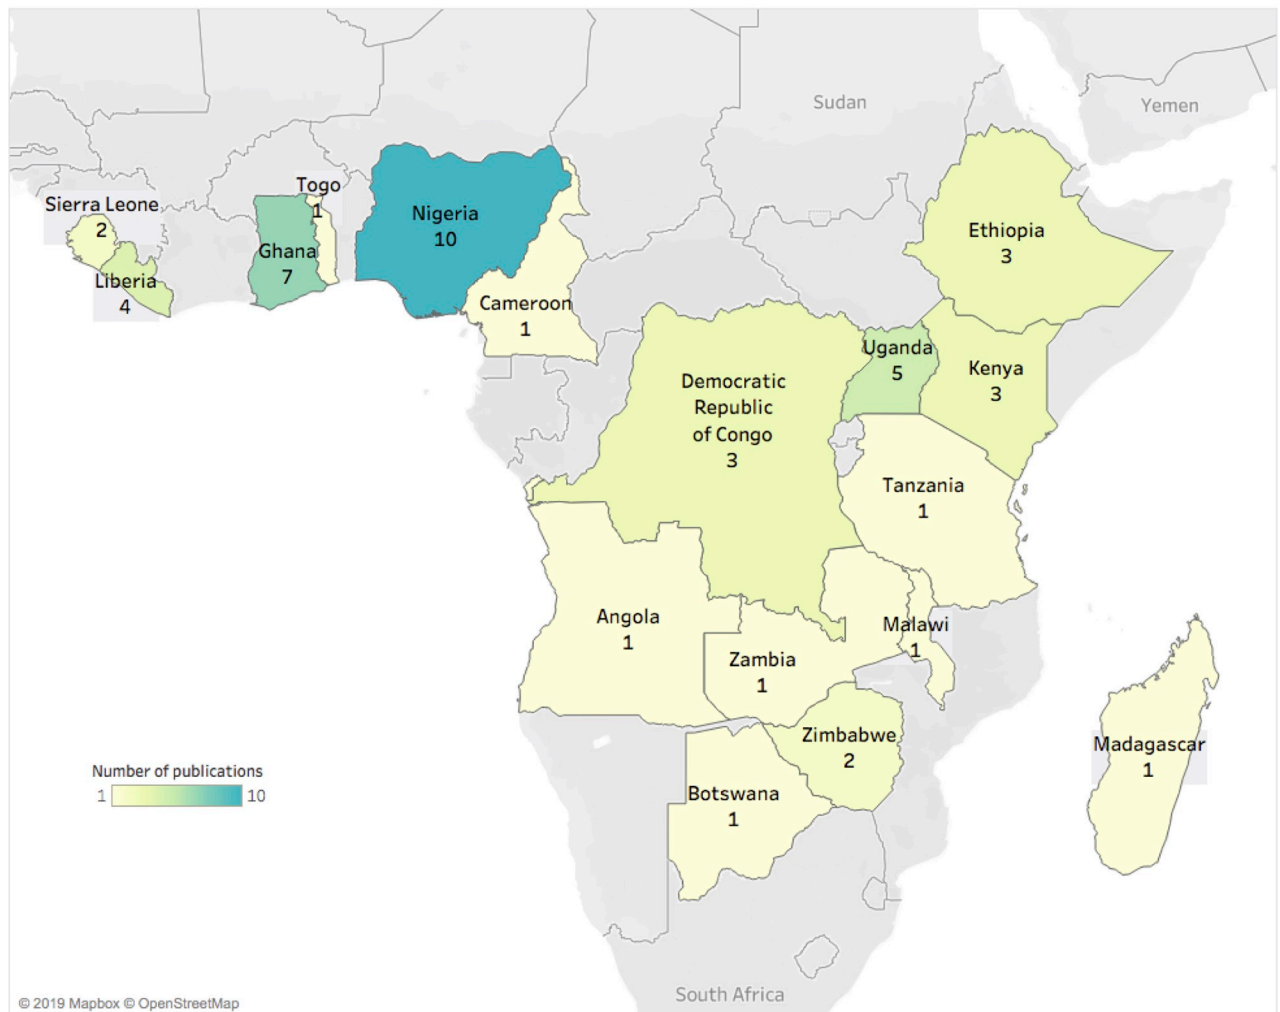 Sudan
Yemen
Togo
1
Sierra Leone
2
Nigeria
10
Ghana
7
Ethiopia
3
Liberia
4
Cameroon
1
Uganda
5
Kenya
3
Democratic
Republic
of Congo
3
Tanzania
1
Angola
1
Malawi
1
Zambia
1
Zimbabwe
2
Madagascar
1
Number of publications
1
10
Botswana
1
South Africa
© 2019 Mapbox © OpenStreetMap